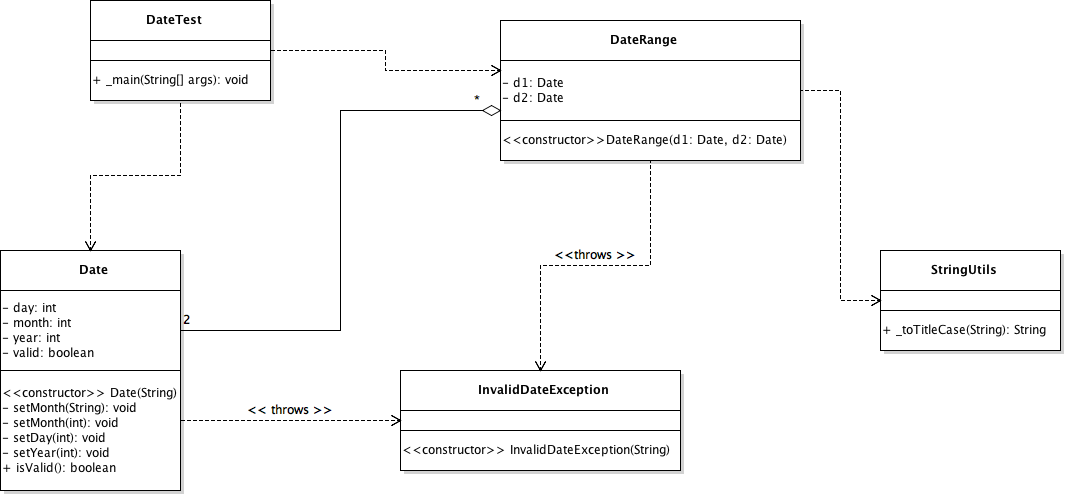 DateTest
+ _main(String[] args): void
DateRange
- d1: Date
- d2: Date
<<constructor>>DateRange(d1: Date, d2: Date)
*
<<throws >>
Date
- day: int
- month: int
- year: int
- valid: boolean
<<constructor>> Date(String)
- setMonth(String): void
- setMonth(int): void
- setDay(int): void
- setYear(int): void
+ isValid(): boolean
2
<< throws >>
StringUtils
+ _toTitleCase(String): String
InvalidDateException
<<constructor>> InvalidDateException(String)